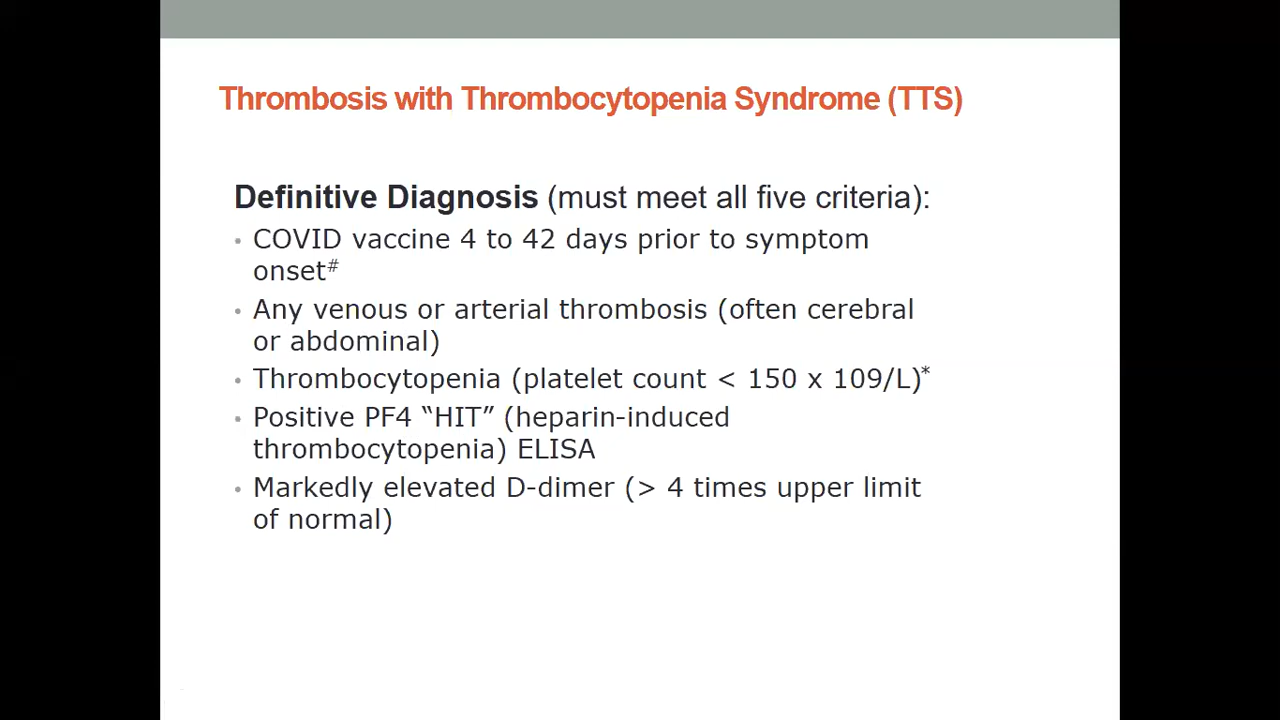 Thrombosis with Thrombocytopenia Syndrome (TTS)
Definitive Diagnosis (must meet all five criteria):
• COVID vaccine 4 to 42 days prior to symptom
onset#
• Any venous or arterial thrombosis (often cerebral
or abdominal)
• Thrombocytopenia (platelet count < 150 x 109/L)*
• Positive PF4 “HIT” (heparin-induced
thrombocytopenia) ELISA
• Markedly elevated D-dimer (> 4 times upper limit
of normal)